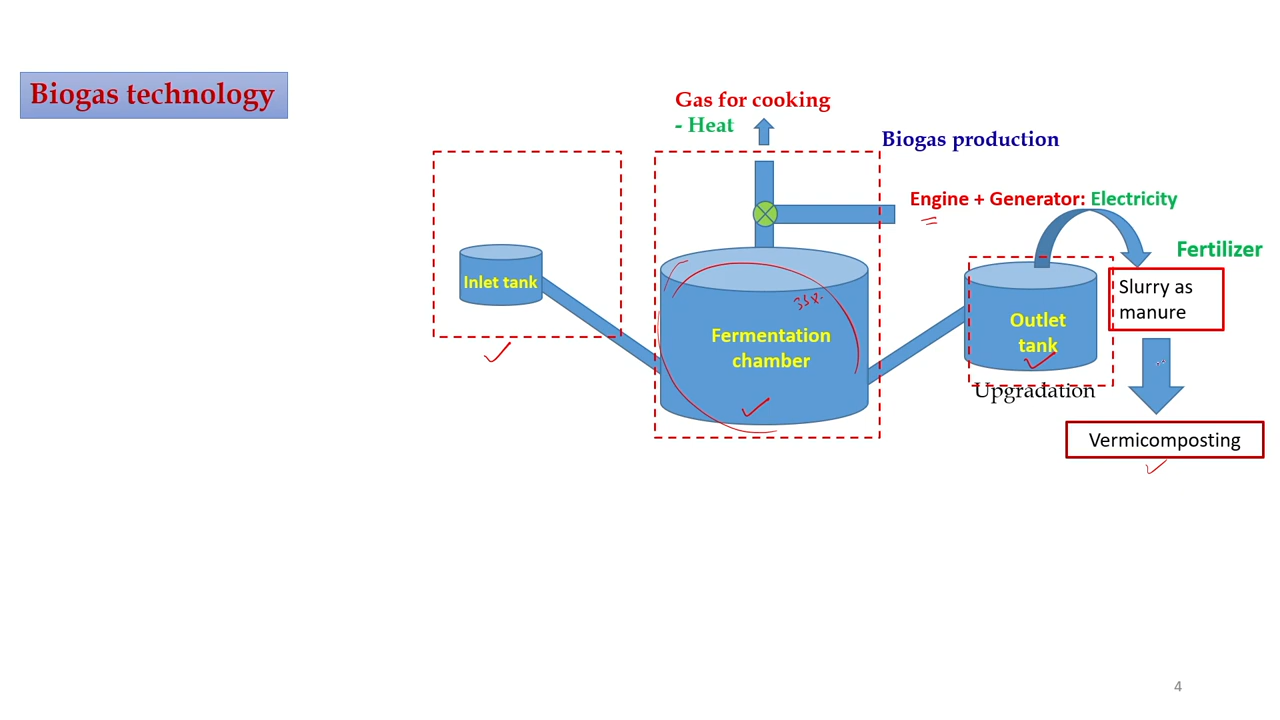 Biogas technology
Gas for cooking
- Heat
Biogas production
Engine + Generator: Electricity
Fertilizer
Inlet tank
Slurry as
manure
Outlet
tank
Fermentation
chamber
Upgradation
Vermicomposting
4